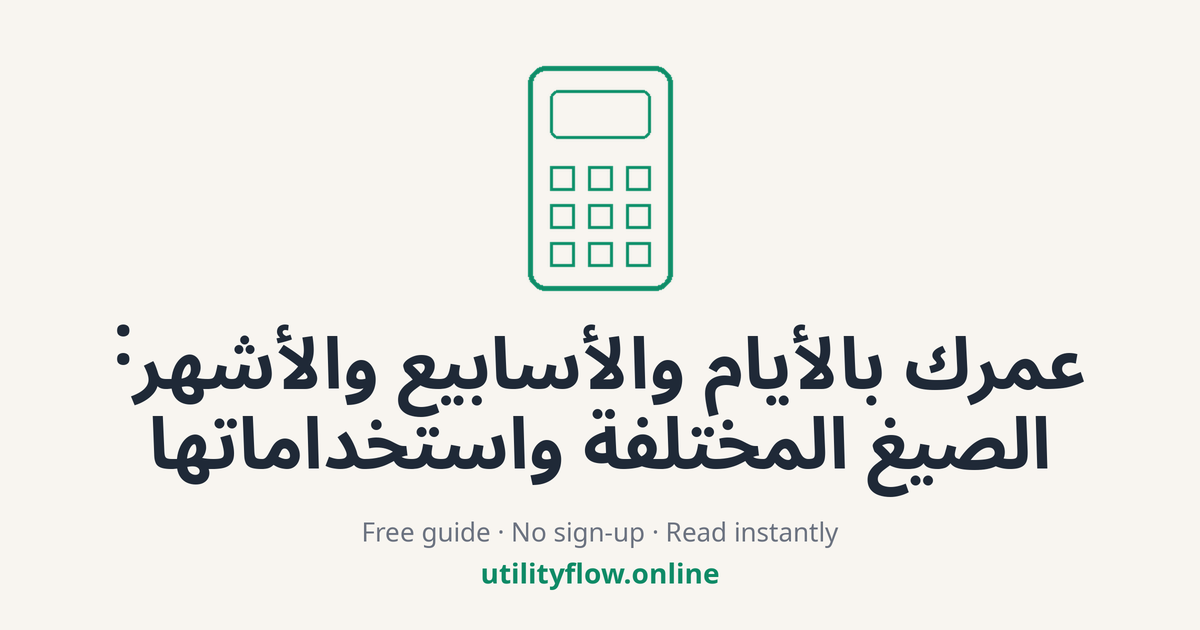 عمرك بالأيام والأسابيع والأشهر:
الصيغ المختلفة واستخداماتها
Free guide · No sign-up · Read instantly
utilityflow.online